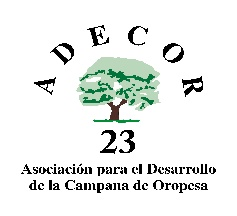 ADECOR
23
Asociación para el Desarrollo
de la Campana de Oropesa